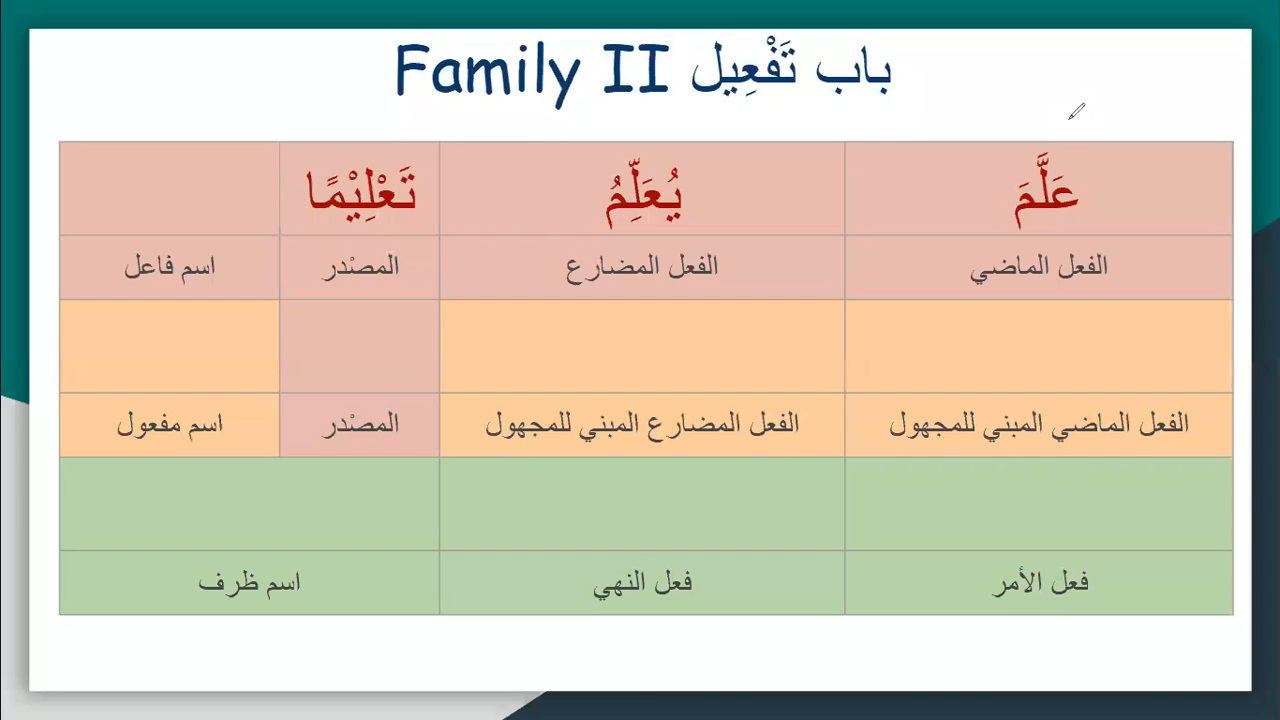 باب تَفْعِيل Family II
عَلَّمَ يُعَلِّمُ تَعْلِيْمًا
الفعل الماضي الفعل المضارع المصْدر اسم فاعل
الفعل الماضي المبني للمجهول الفعل المضارع المبني للمجهول المصْدر اسم مفعول
فعل الأمر فعل النهي اسم ظرف